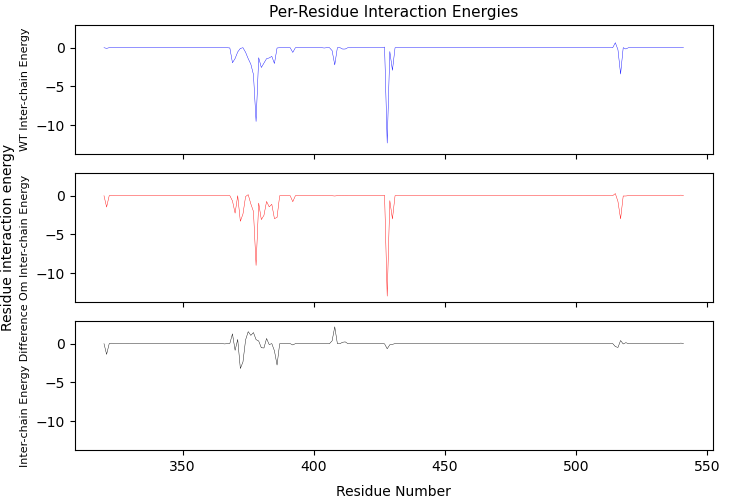 Per-Residue Interaction Energies
Residue interaction energy
WT Inter-chain Energy
0
−5
−10
Om Inter-chain Energy
0
−5
−10
Inter-chain Energy Difference
0
−5
−10
350
400
450
500
550
Residue Number